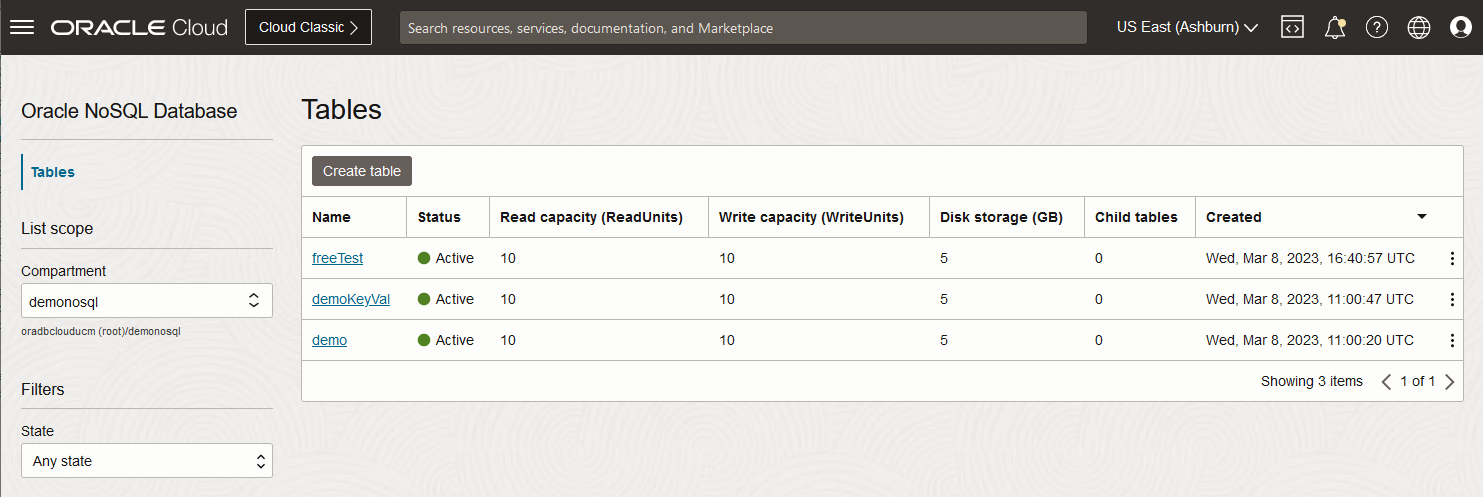 ORACLE Cloud Cloud Classic Search resources, services, documentation, and Marketplace US East (Ashburn)
Oracle NoSQL Database
Tables
List scope
Compartment
demonosql
oradbclouducm (root)/demonosql
Filters
State
Any state
Tables
Create table
Name Status Read capacity (ReadUnits) Write capacity (WriteUnits) Disk storage (GB) Child tables Created
freeTest Active 10 10 5 0 Wed, Mar 8, 2023, 16:40:57 UTC
demoKeyVal Active 10 10 5 0 Wed, Mar 8, 2023, 11:00:47 UTC
demo Active 10 10 5 0 Wed, Mar 8, 2023, 11:00:20 UTC
Showing 3 items 1 of 1